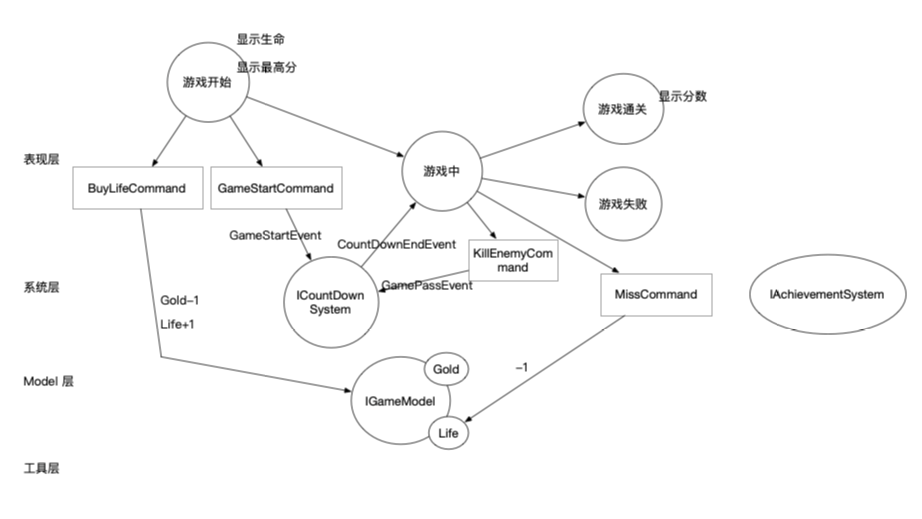 显示生命
显示最高分
游戏开始
游戏通关
显示分数
表现层
游戏中
BuyLifeCommand
GameStartCommand
游戏失败
GameStartEvent
CountDownEndEvent
KillEnemyCom
mand
系统层
GamePassEvent
ICountDown
System
MissCommand
IAchievementSystem
Gold-1
Life+1
Model 层
Gold
-1
IGameModel
Life
工具层